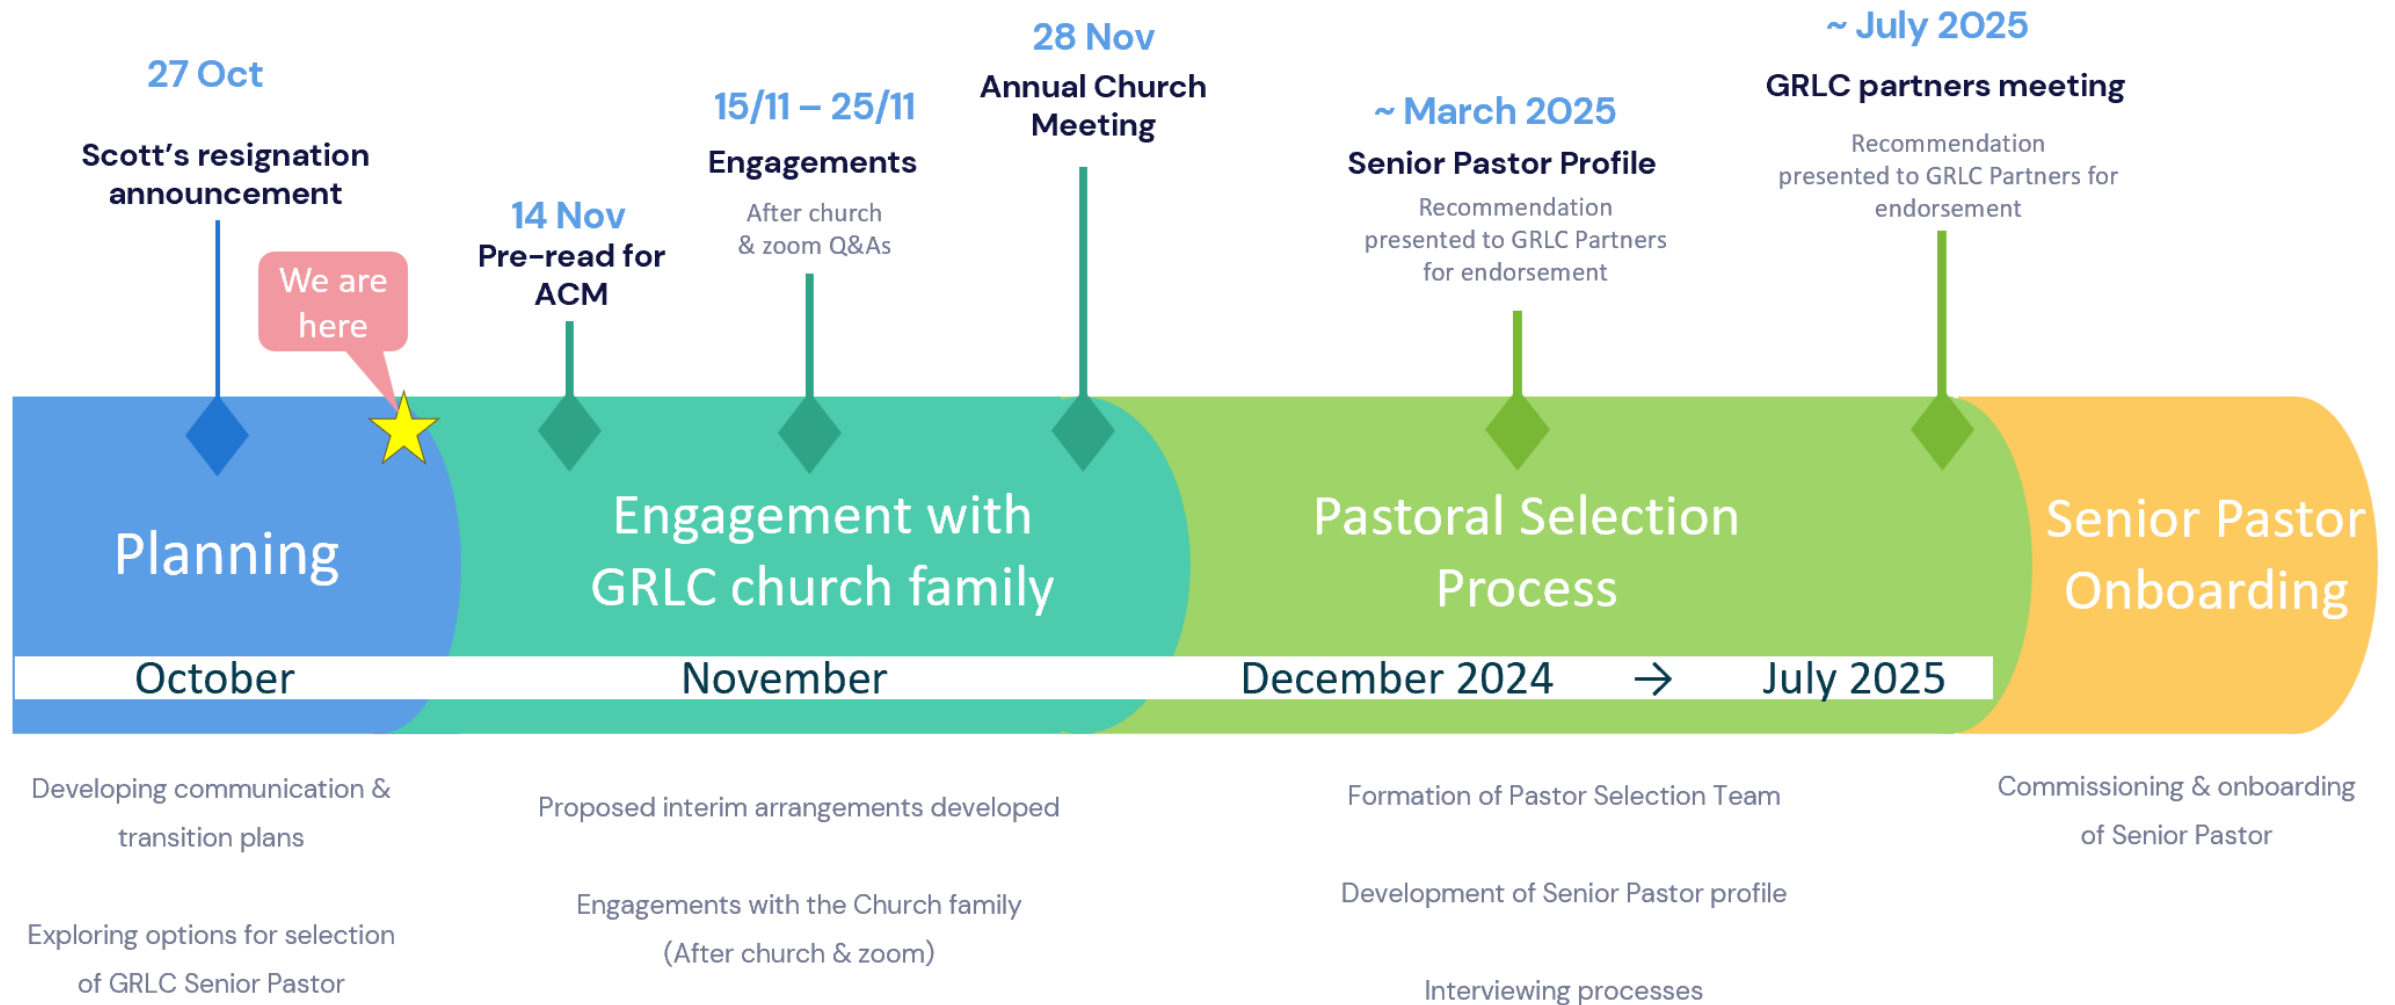 27 Oct
Scott's resignation
announcement
We are
here
14 Nov
Pre-read for
ACM
15/11 – 25/11
Engagements
After church
& zoom Q&As
28 Nov
Annual Church
Meeting
~ March 2025
Senior Pastor Profile
Recommendation
presented to GRLC Partners
for endorsement
~ July 2025
GRLC partners meeting
Recommendation
presented to GRLC Partners for
endorsement
Planning
Engagement with
GRLC church family
Pastoral Selection
Process
Senior Pastor
Onboarding
October
November
December 2024 → July 2025
Developing communication &
transition plans
Exploring options for selection
of GRLC Senior Pastor
Proposed interim arrangements developed
Engagements with the Church family
(After church & zoom)
Formation of Pastor Selection Team
Development of Senior Pastor profile
Interviewing processes
Commissioning & onboarding
of Senior Pastor